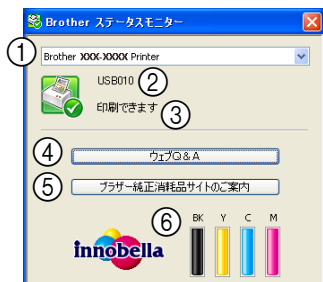 Brother ステータスモニター
① Brother XXX-XXXX Printer
USB010 ②
印刷できます ③
④ ウェブQ&A
⑤ ブラザー純正消耗品サイトのご案内
⑥ BK Y C M
innobella